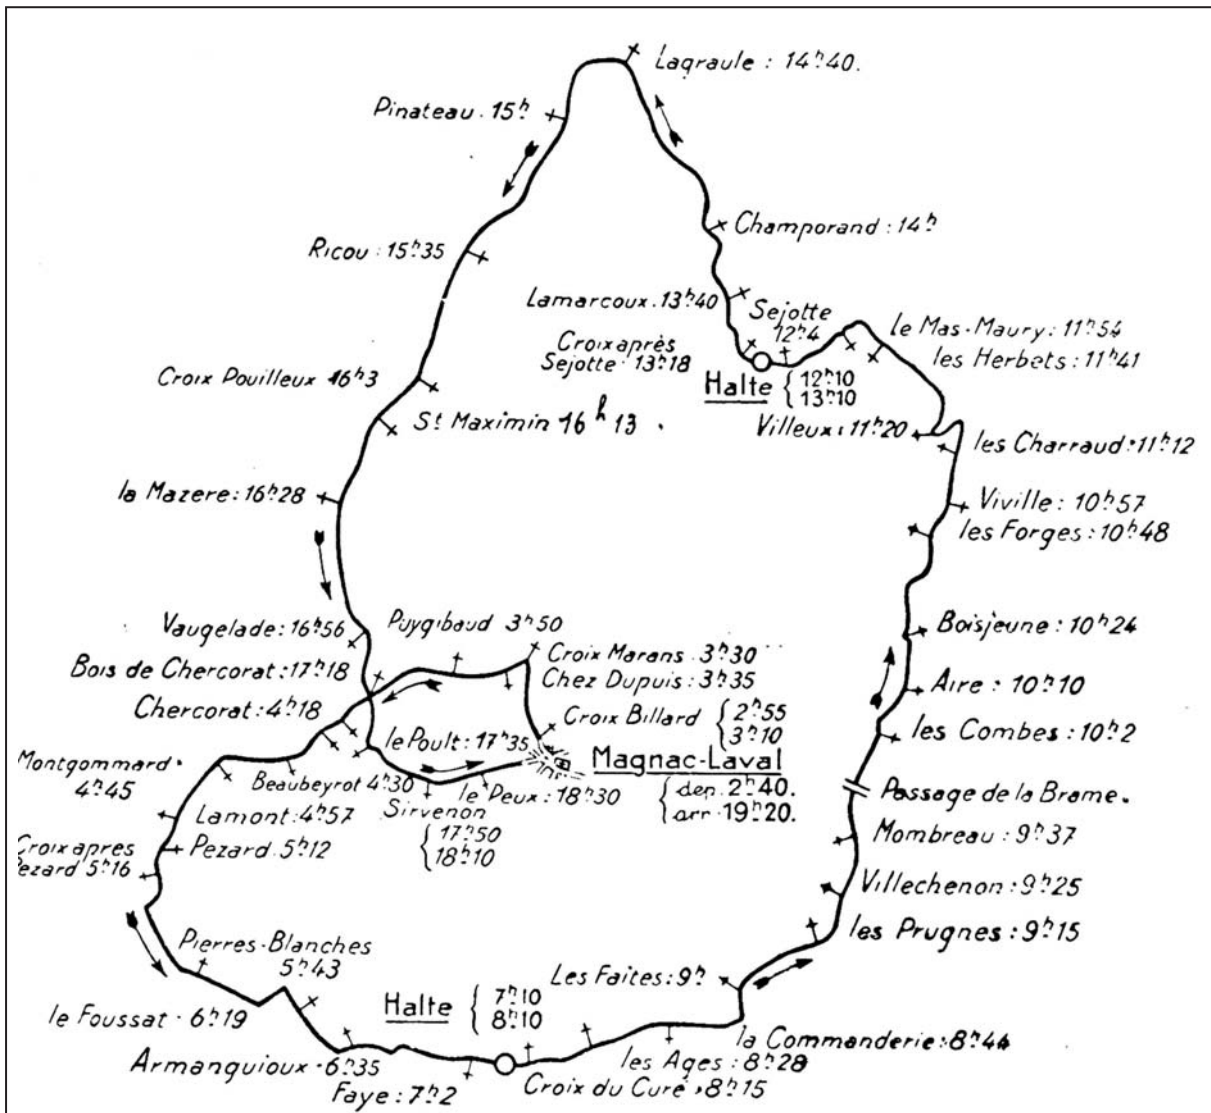 Lagraule : 14h40.
Pinateau . 15h
Champorand : 14h
Ricou : 15h35
Lamarcoux . 13h40
Sejotte
12h4
le Mas-Maury : 11h54
Croix après
Sejotte . 13h18
les Herbets : 11h41
Croix Pouilleux 16h3
Halte { 12h10
13h10
St Maximin 16h13 .
Villeux : 11h20
les Charraud : 11h12
la Mazere : 16h28
Viville : 10h57
les Forges : 10h48
Vaugelade : 16h56
Puygibaud 3h50
Boisjeune : 10h24
Bois de Chercorat : 17h18
Croix Marans . 3h30
Chez Dupuis : 3h35
Aire : 10h10
Chercorat : 4h18
Croix Billard { 2h55
3h10
les Combes : 10h2
le Poult : 17h35
Magnac-Laval
{ dep. 2h40.
arr. 19h20.
Montgommard .
4h45
Beaubeyrot 4h30
le Peux : 18h30
Passage de la Brame .
Lamont : 4h57
Sirvenon
{ 17h50
18h10
Mombreau : 9h37
Croix apres
Pezard 5h16
Pezard . 5h12
Villechenon : 9h25
les Prugnes : 9h15
Pierres-Blanches
5h43
Les Faites : 9h
le Foussat . 6h19
Halte { 7h10
8h10
la Commanderie : 8h44
Armanguioux . 6h35
les Ages : 8h28
Faye : 7h2
Croix du Curé , 8h15